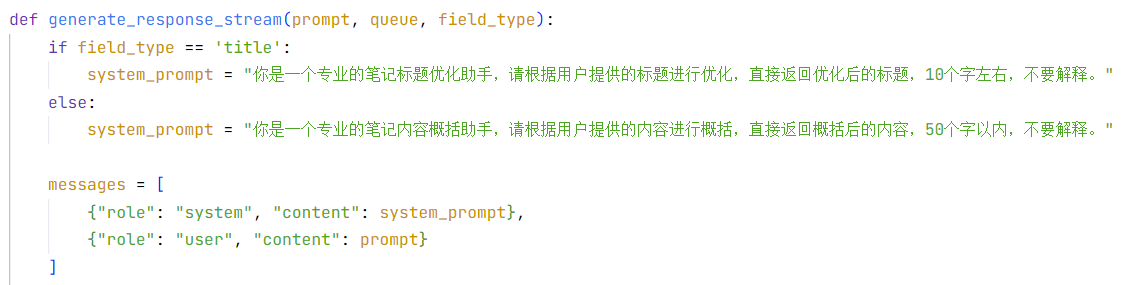 def generate_response_stream(prompt, queue, field_type):
    if field_type == 'title':
        system_prompt = "你是一个专业的笔记标题优化助手，请根据用户提供的标题进行优化，直接返回优化后的标题，10个字左右，不要解释。"
    else:
        system_prompt = "你是一个专业的笔记内容概括助手，请根据用户提供的内容进行概括，直接返回概括后的内容，50个字以内，不要解释。"

    messages = [
        {"role": "system", "content": system_prompt},
        {"role": "user", "content": prompt}
    ]